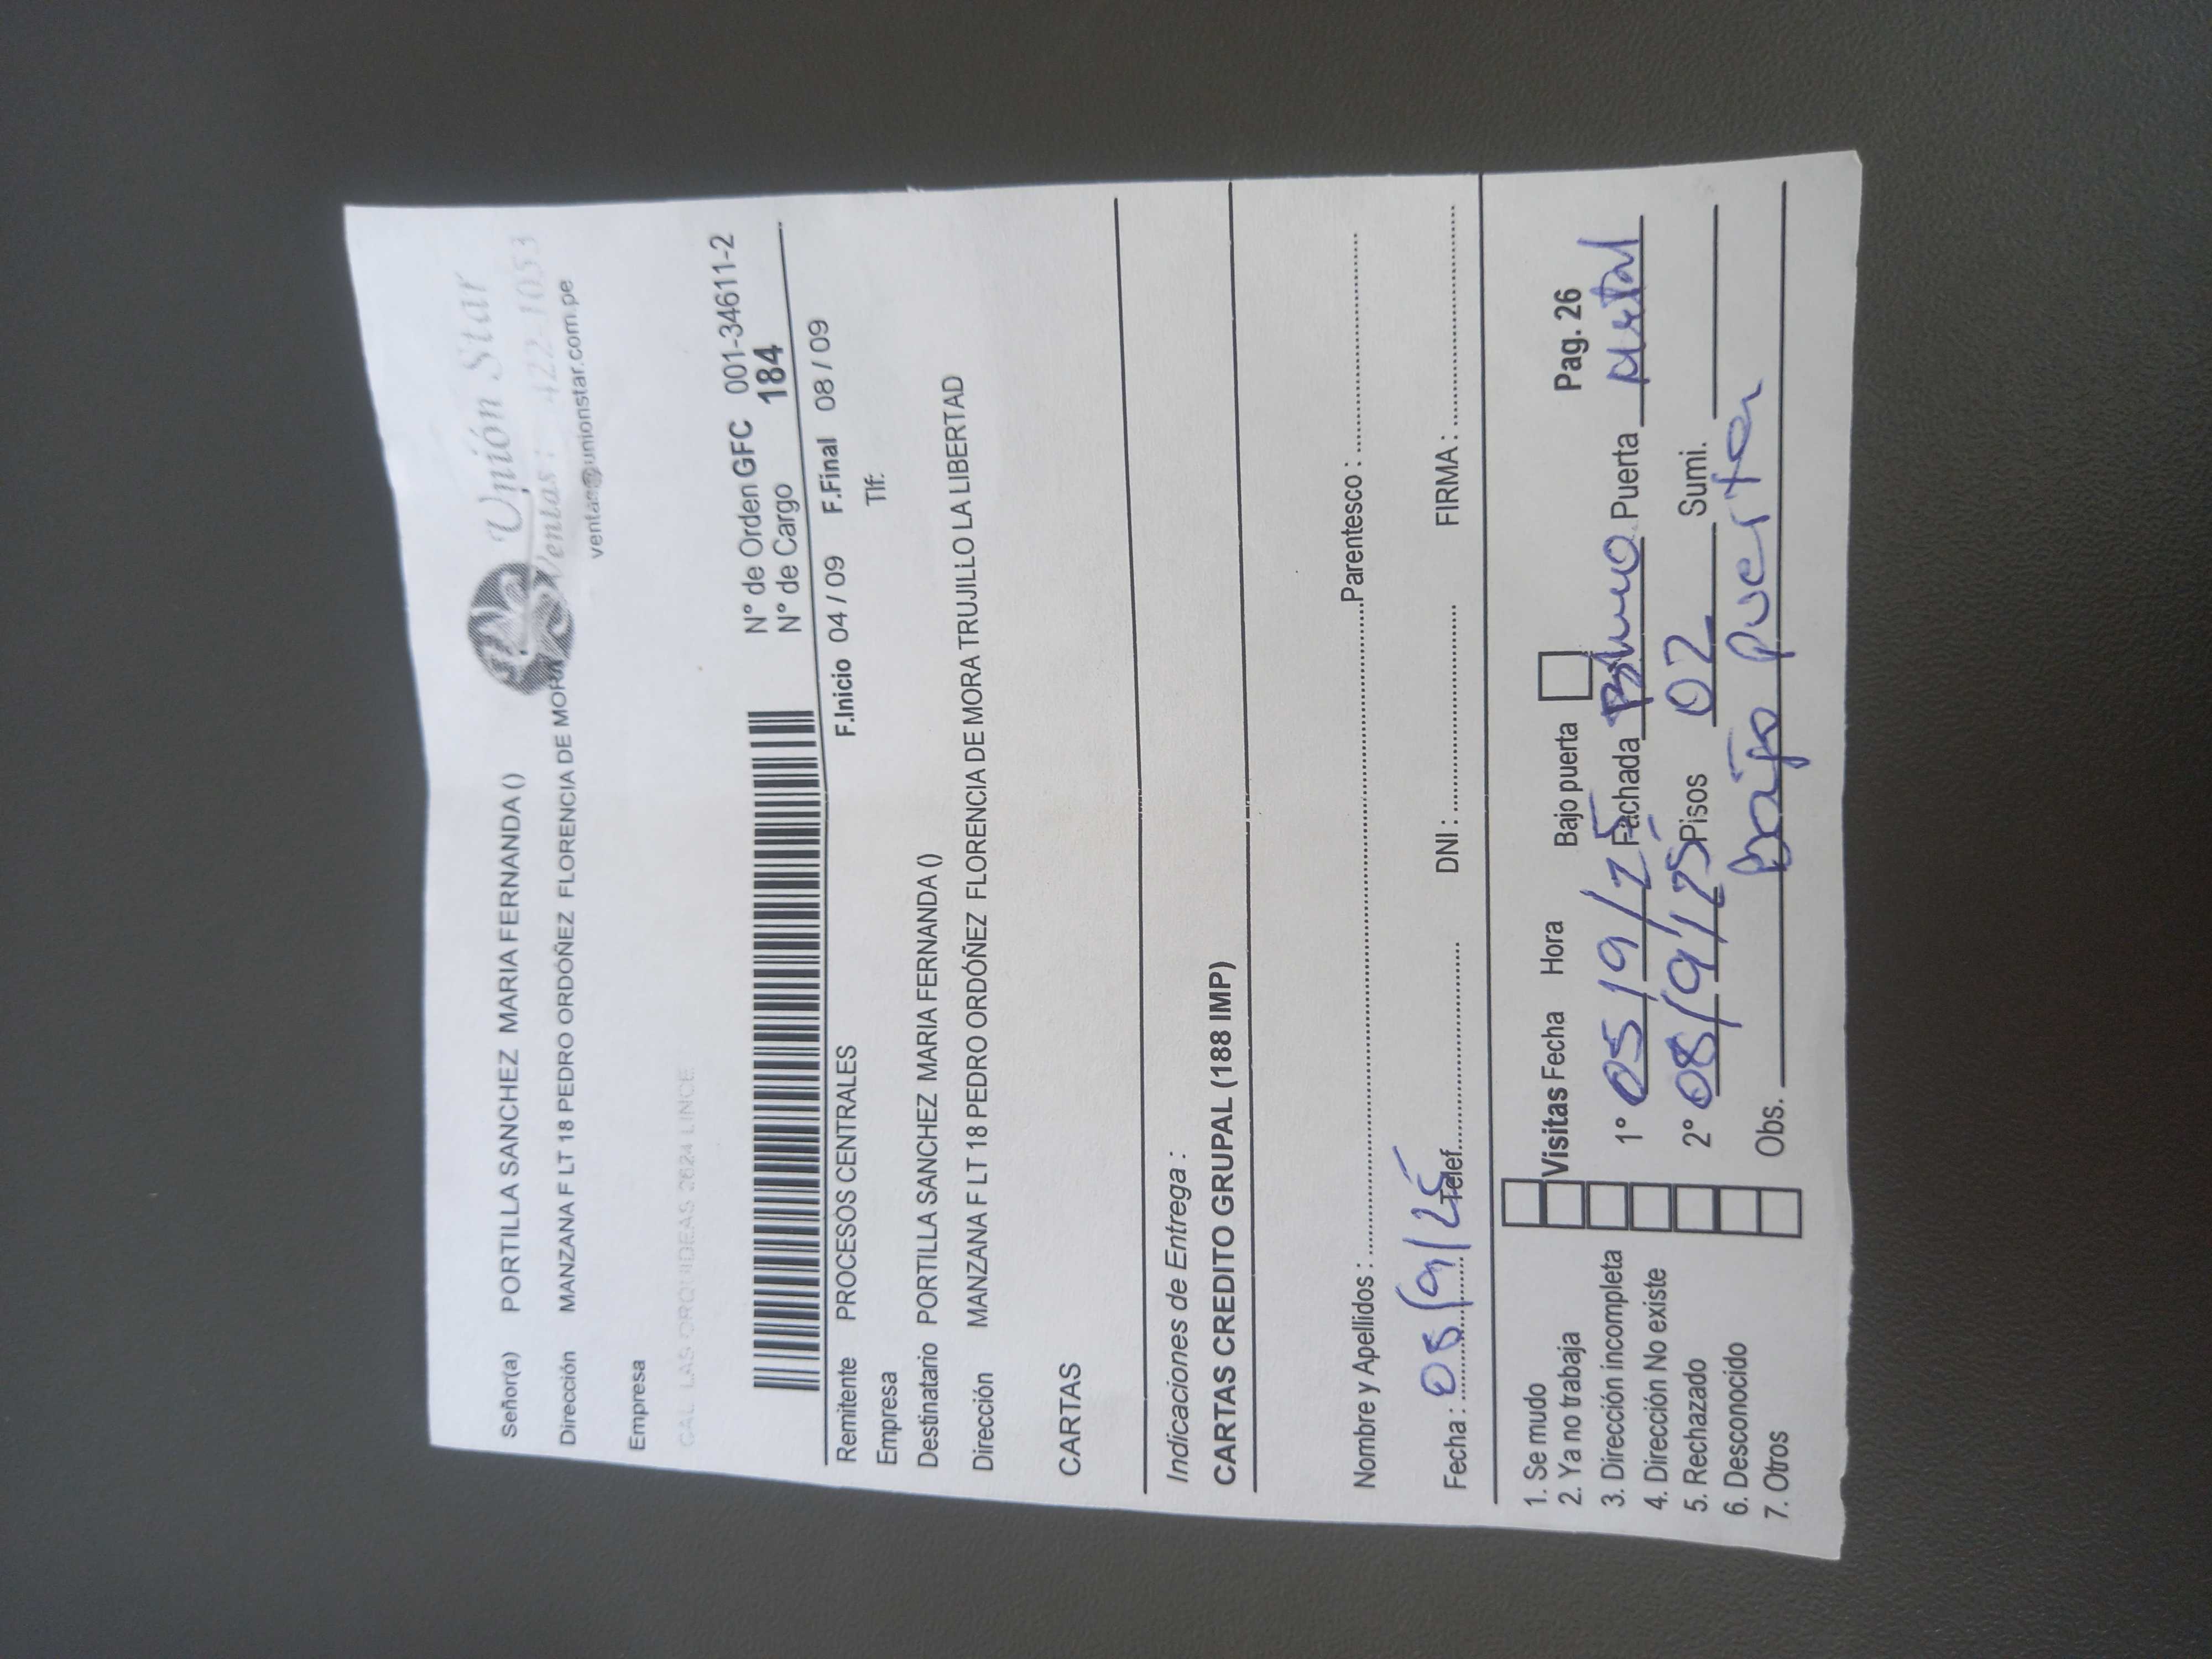 Señor(a) PORTILLA SANCHEZ MARIA FERNANDA ()
Unión Star
Ventas: 422-1053
Dirección MANZANA F LT 18 PEDRO ORDÓÑEZ FLORENCIA DE MORA
ventas@unionstar.com.pe
Empresa
CAL LAS ORQUIDEAS 2624 LINCE
N° de Orden GFC 001-34611-2
N° de Cargo 184
F.Inicio 04 / 09 F.Final 08 / 09
Remitente PROCESOS CENTRALES
Empresa Tlf:
Destinatario PORTILLA SANCHEZ MARIA FERNANDA ()
Dirección MANZANA F LT 18 PEDRO ORDÓÑEZ FLORENCIA DE MORA TRUJILLO LA LIBERTAD
CARTAS
Indicaciones de Entrega :
CARTAS CREDITO GRUPAL (188 IMP)
Nombre y Apellidos : Parentesco :
Fecha : 08/9/25 Telef. DNI : FIRMA :
1. Se mudo
2. Ya no trabaja
3. Dirección incompleta
4. Dirección No existe
5. Rechazado
6. Desconocido
7. Otros
Visitas Fecha Hora Bajo puerta Pag. 26
1° 05/9/25 Fachada Puerta metal
2° 08/9/25 Pisos 02 Sumi.
Obs. Bajo puerta